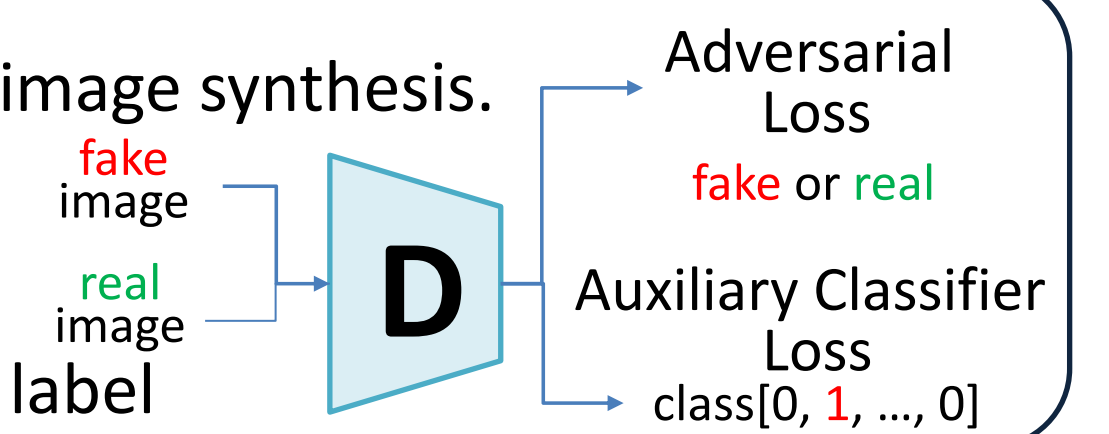 image synthesis.
fake
image
real
image
label
D
Adversarial
Loss
fake or real
Auxiliary Classifier
Loss
class[0, 1, ..., 0]